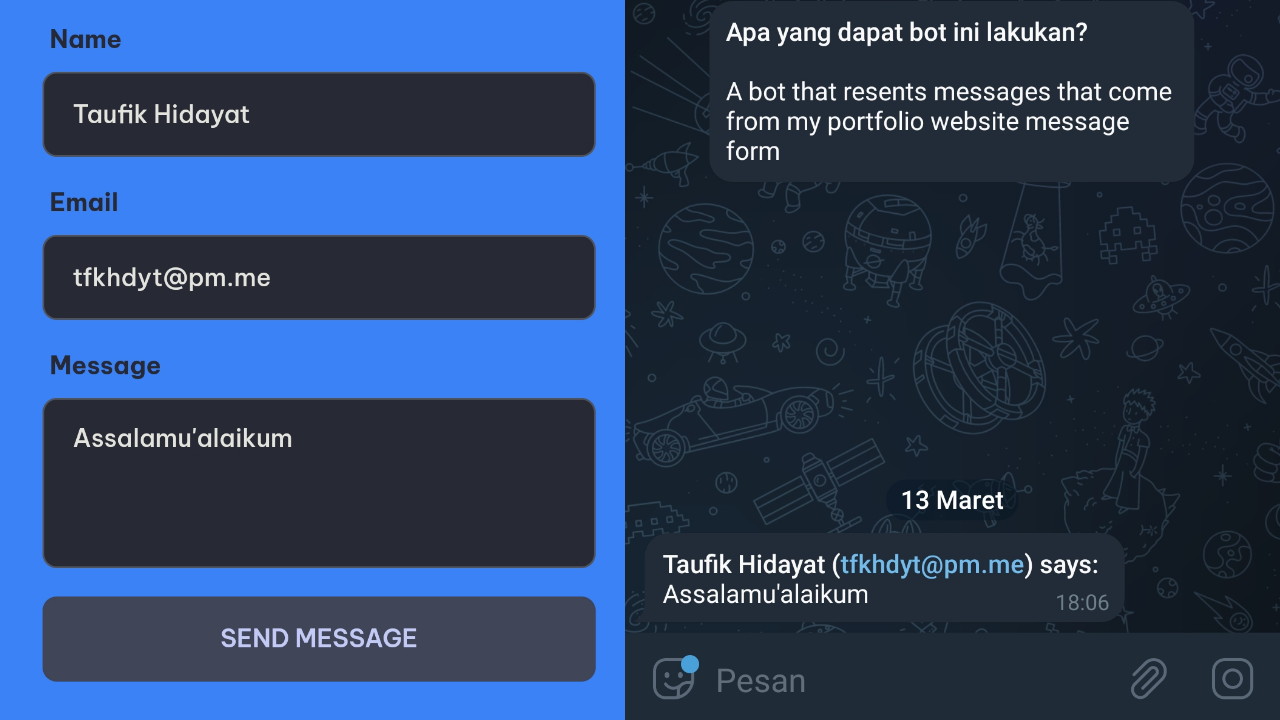 Name
Taufik Hidayat
Email
tfkhdyt@pm.me
Message
Assalamu'alaikum
SEND MESSAGE
Apa yang dapat bot ini lakukan?
A bot that resents messages that come
from my portfolio website message
form
13 Maret
Taufik Hidayat (tfkhdyt@pm.me) says:
Assalamu'alaikum
18:06
Pesan